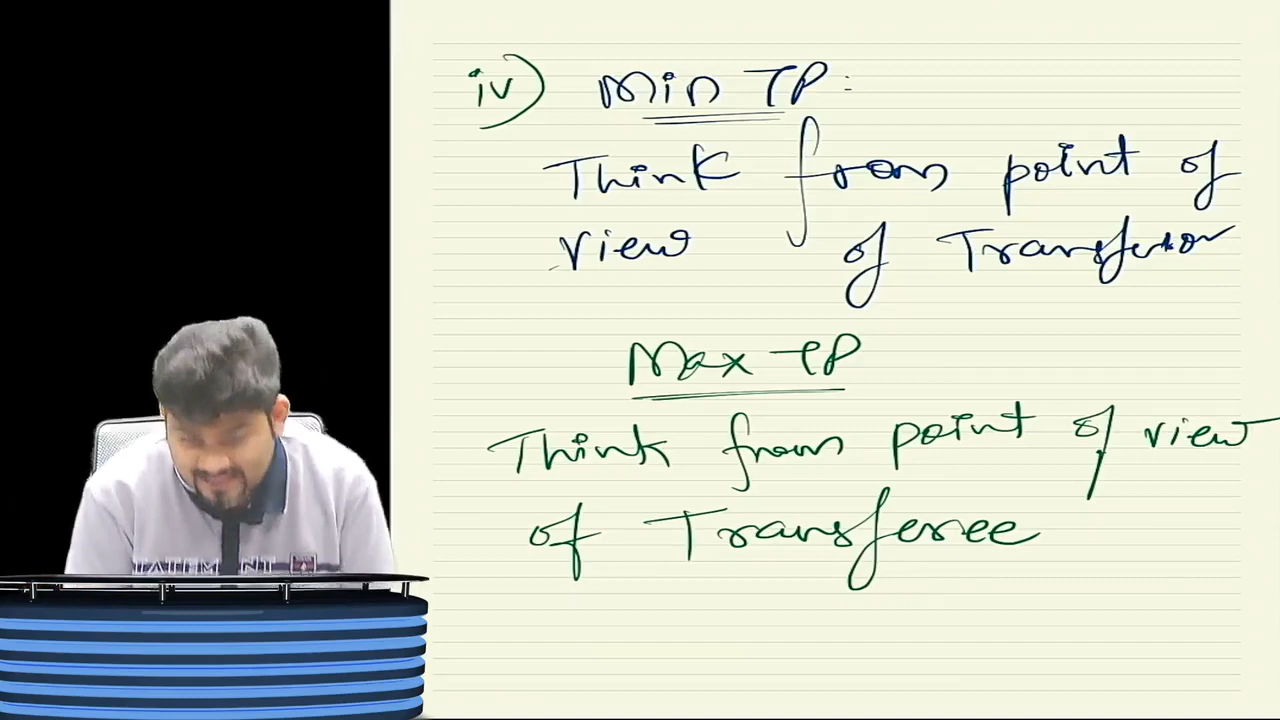 iv) Min TP:
Think from point of
view of Transferor
Max TP
Think from point of view
of Transferee